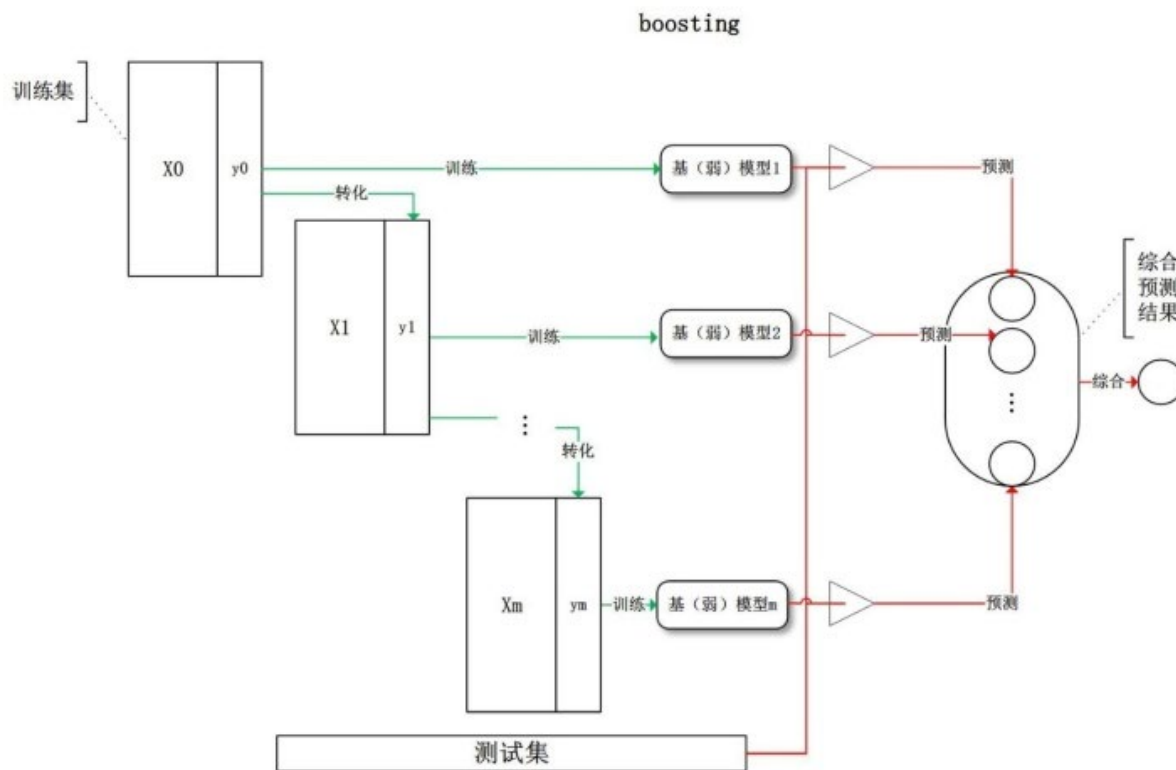 boosting
训练集
X0
y0
训练
基（弱）模型1
预测
转化
综合
预测
结果
X1
y1
训练
基（弱）模型2
预测
综合
⋮
⋮
转化
Xm
ym
训练
基（弱）模型m
预测
测试集